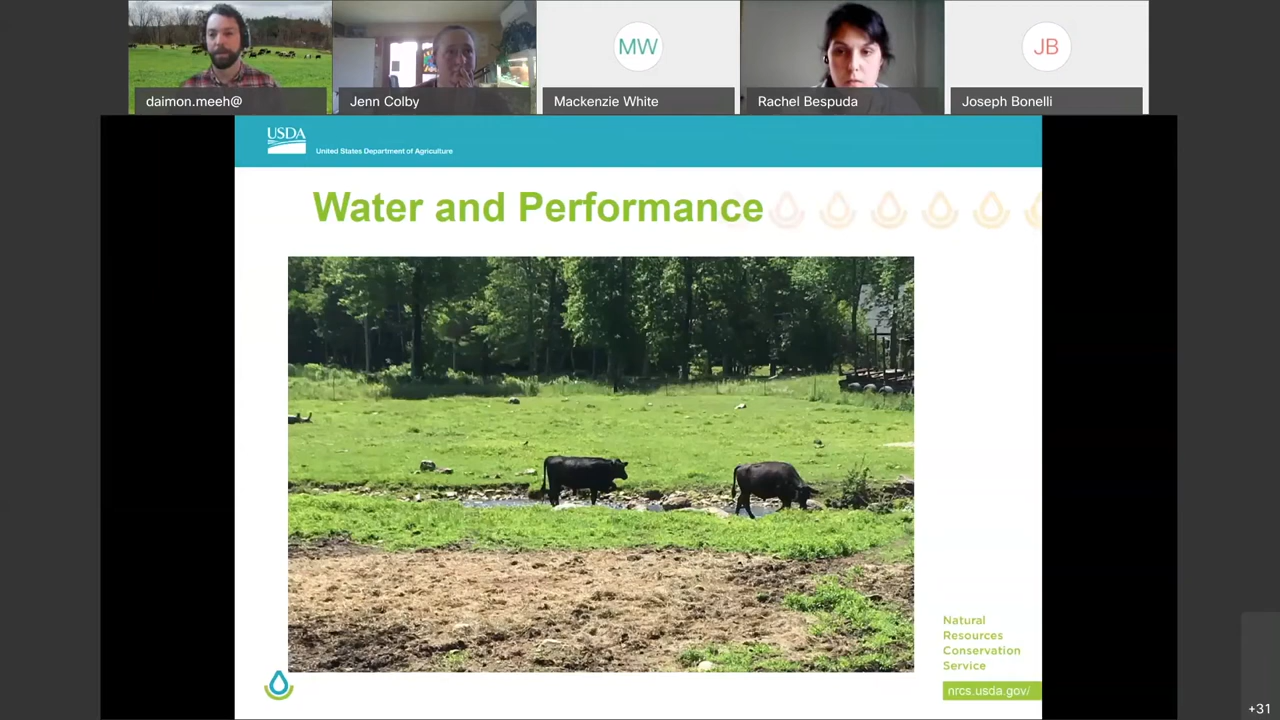 MW
JB
daimon.meeh@
Jenn Colby
Mackenzie White
Rachel Bespuda
Joseph Bonelli
USDA
United States Department of Agriculture
Water and Performance
Natural
Resources
Conservation
Service
nrcs.usda.gov/
+31